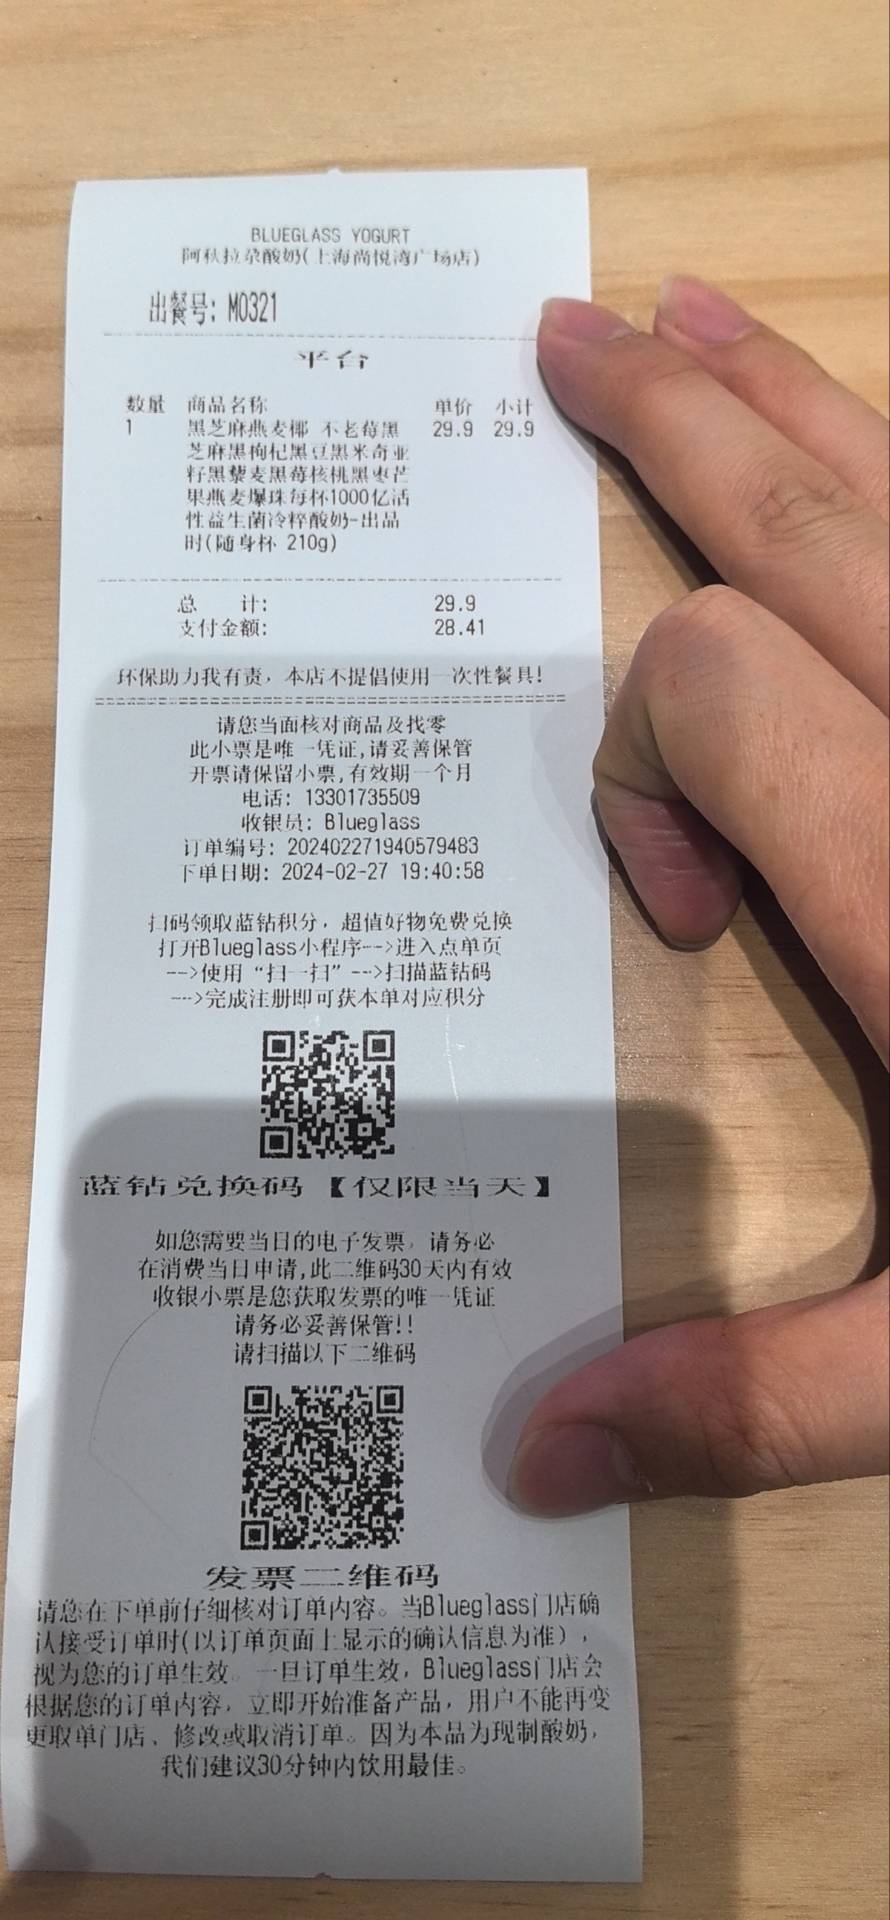 BLUEGLASS YOGURT
阿秋拉尕酸奶(上海尚悦湾广场店)
出餐号: M0321
平台
数量 商品名称 单价 小计
1 黑芝麻燕麦椰 不老莓黑 29.9 29.9
芝麻黑枸杞黑豆黑米奇亚
籽黑藜麦黑莓核桃黑枣芒
果燕麦爆珠每杯1000亿活
性益生菌冷粹酸奶-出品
时(随身杯 210g)
总 计: 29.9
支付金额: 28.41
环保助力我有责，本店不提倡使用一次性餐具!
请您当面核对商品及找零
此小票是唯一凭证,请妥善保管
开票请保留小票,有效期一个月
电话: 13301735509
收银员: Blueglass
订单编号: 202402271940579483
下单日期: 2024-02-27 19:40:58
扫码领取蓝钻积分，超值好物免费兑换
打开Blueglass小程序-->进入点单页
-->使用“扫一扫”-->扫描蓝钻码
-->完成注册即可获本单对应积分
蓝钻兑换码【仅限当天】
如您需要当日的电子发票，请务必
在消费当日申请,此二维码30天内有效
收银小票是您获取发票的唯一凭证
请务必妥善保管!!
请扫描以下二维码
发票二维码
请您在下单前仔细核对订单内容。当Blueglass门店确
认接受订单时(以订单页面上显示的确认信息为准)，
视为您的订单生效。一旦订单生效，Blueglass门店会
根据您的订单内容，立即开始准备产品，用户不能再变
更取单门店、修改或取消订单。因为本品为现制酸奶，
我们建议30分钟内饮用最佳。